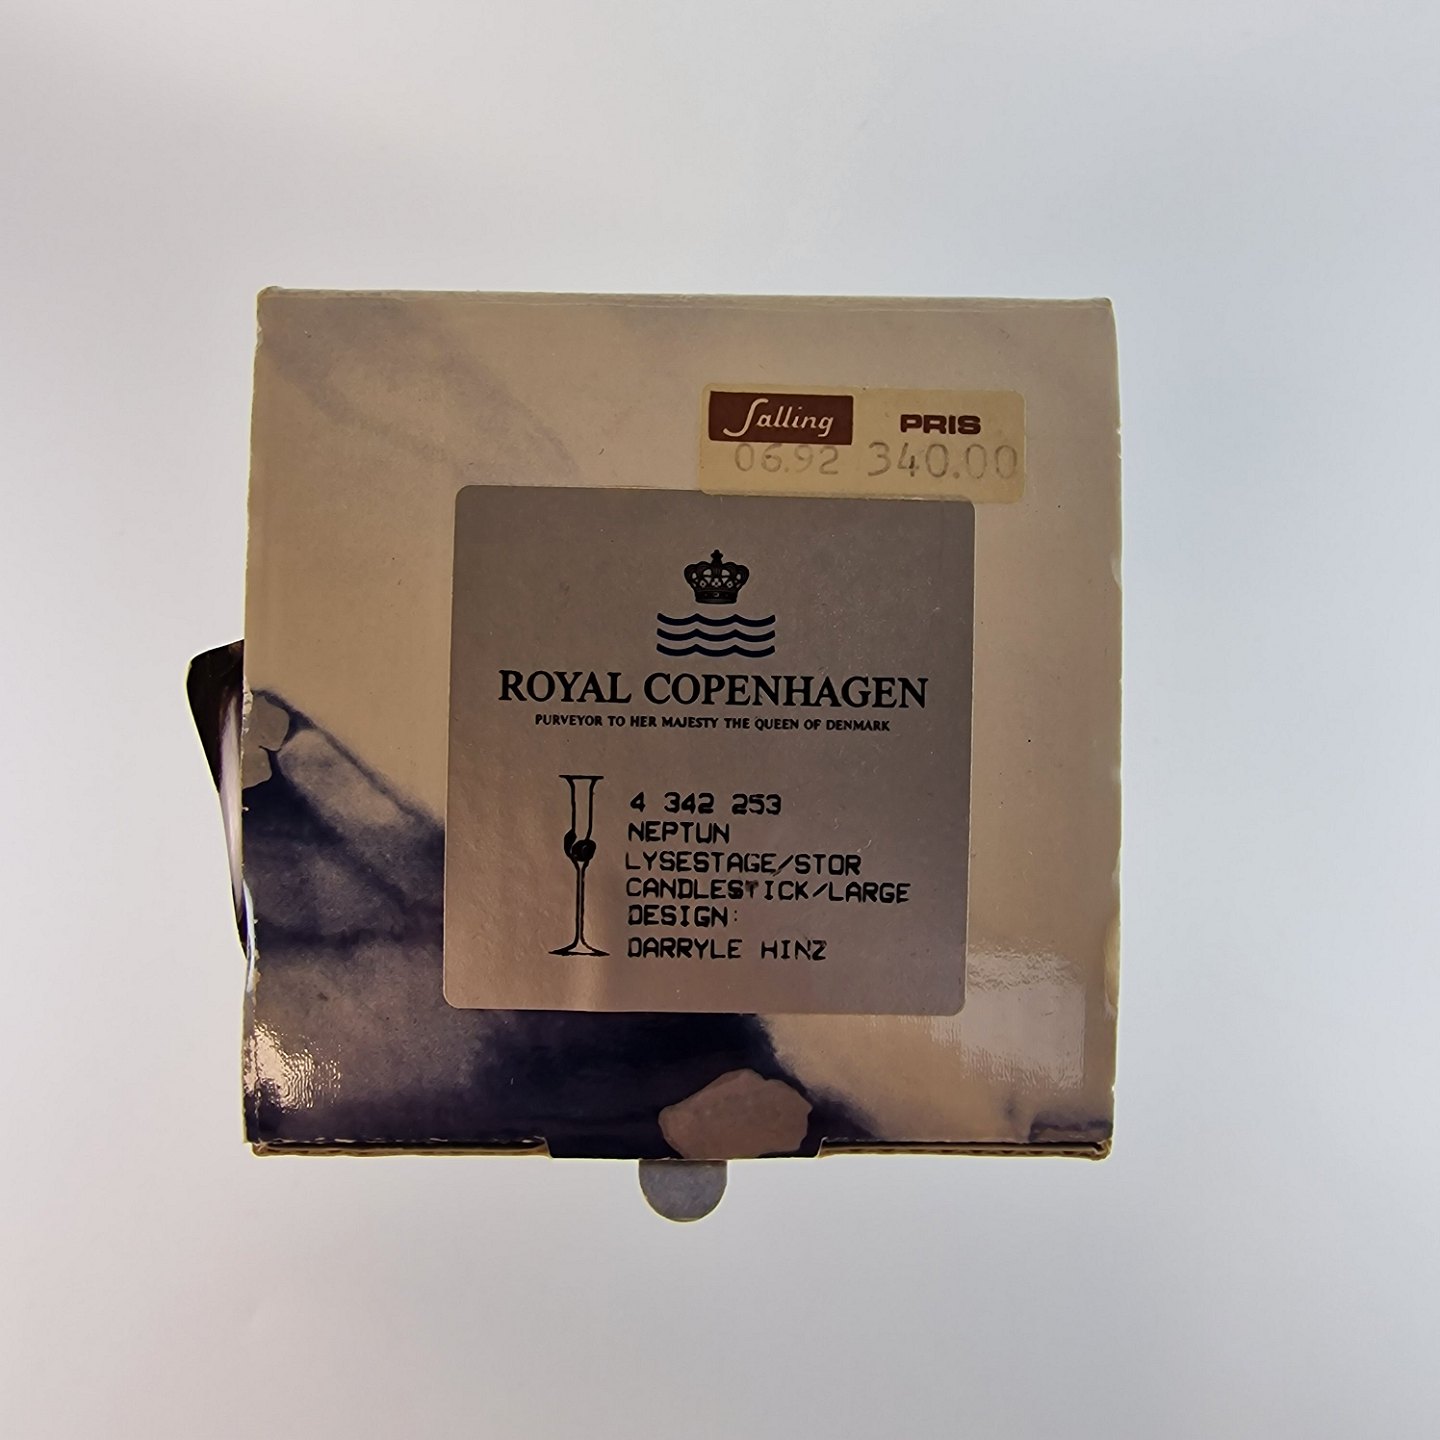 Salling PRIS
06.92 340.00
ROYAL COPENHAGEN
PURVEYOR TO HER MAJESTY THE QUEEN OF DENMARK
4 342 253
NEPTUN
LYSESTAGE/STOR
CANDLESTICK/LARGE
DESIGN:
DARRYLE HINZ